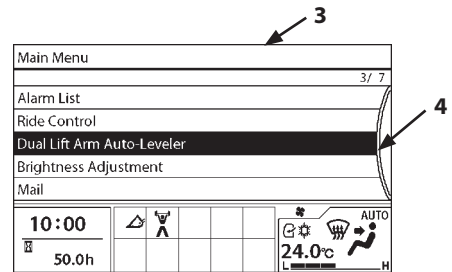 3
Main Menu
3/ 7
Alarm List
Ride Control
4
Dual Lift Arm Auto-Leveler
Brightness Adjustment
Mail
10:00
AUTO
50.0h
24.0°C
L H